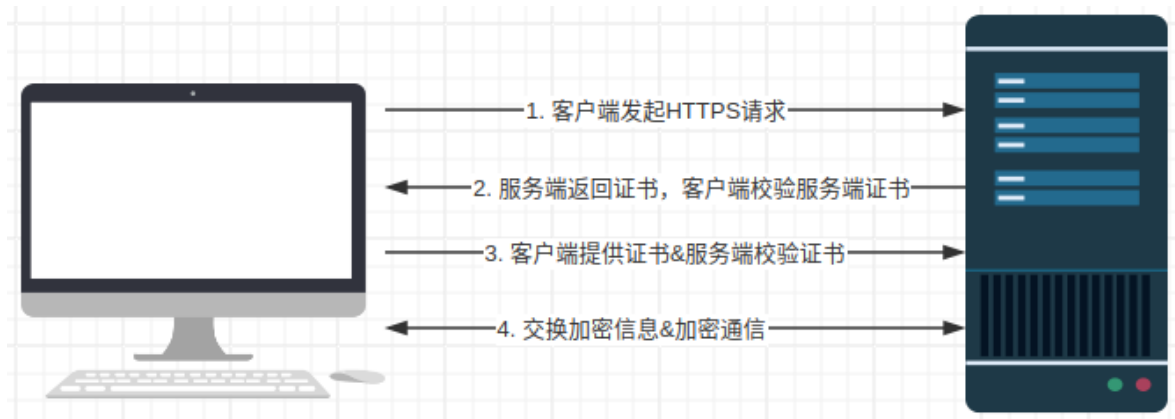 1. 客户端发起HTTPS请求
2. 服务端返回证书，客户端校验服务端证书
3. 客户端提供证书&服务端校验证书
4. 交换加密信息&加密通信